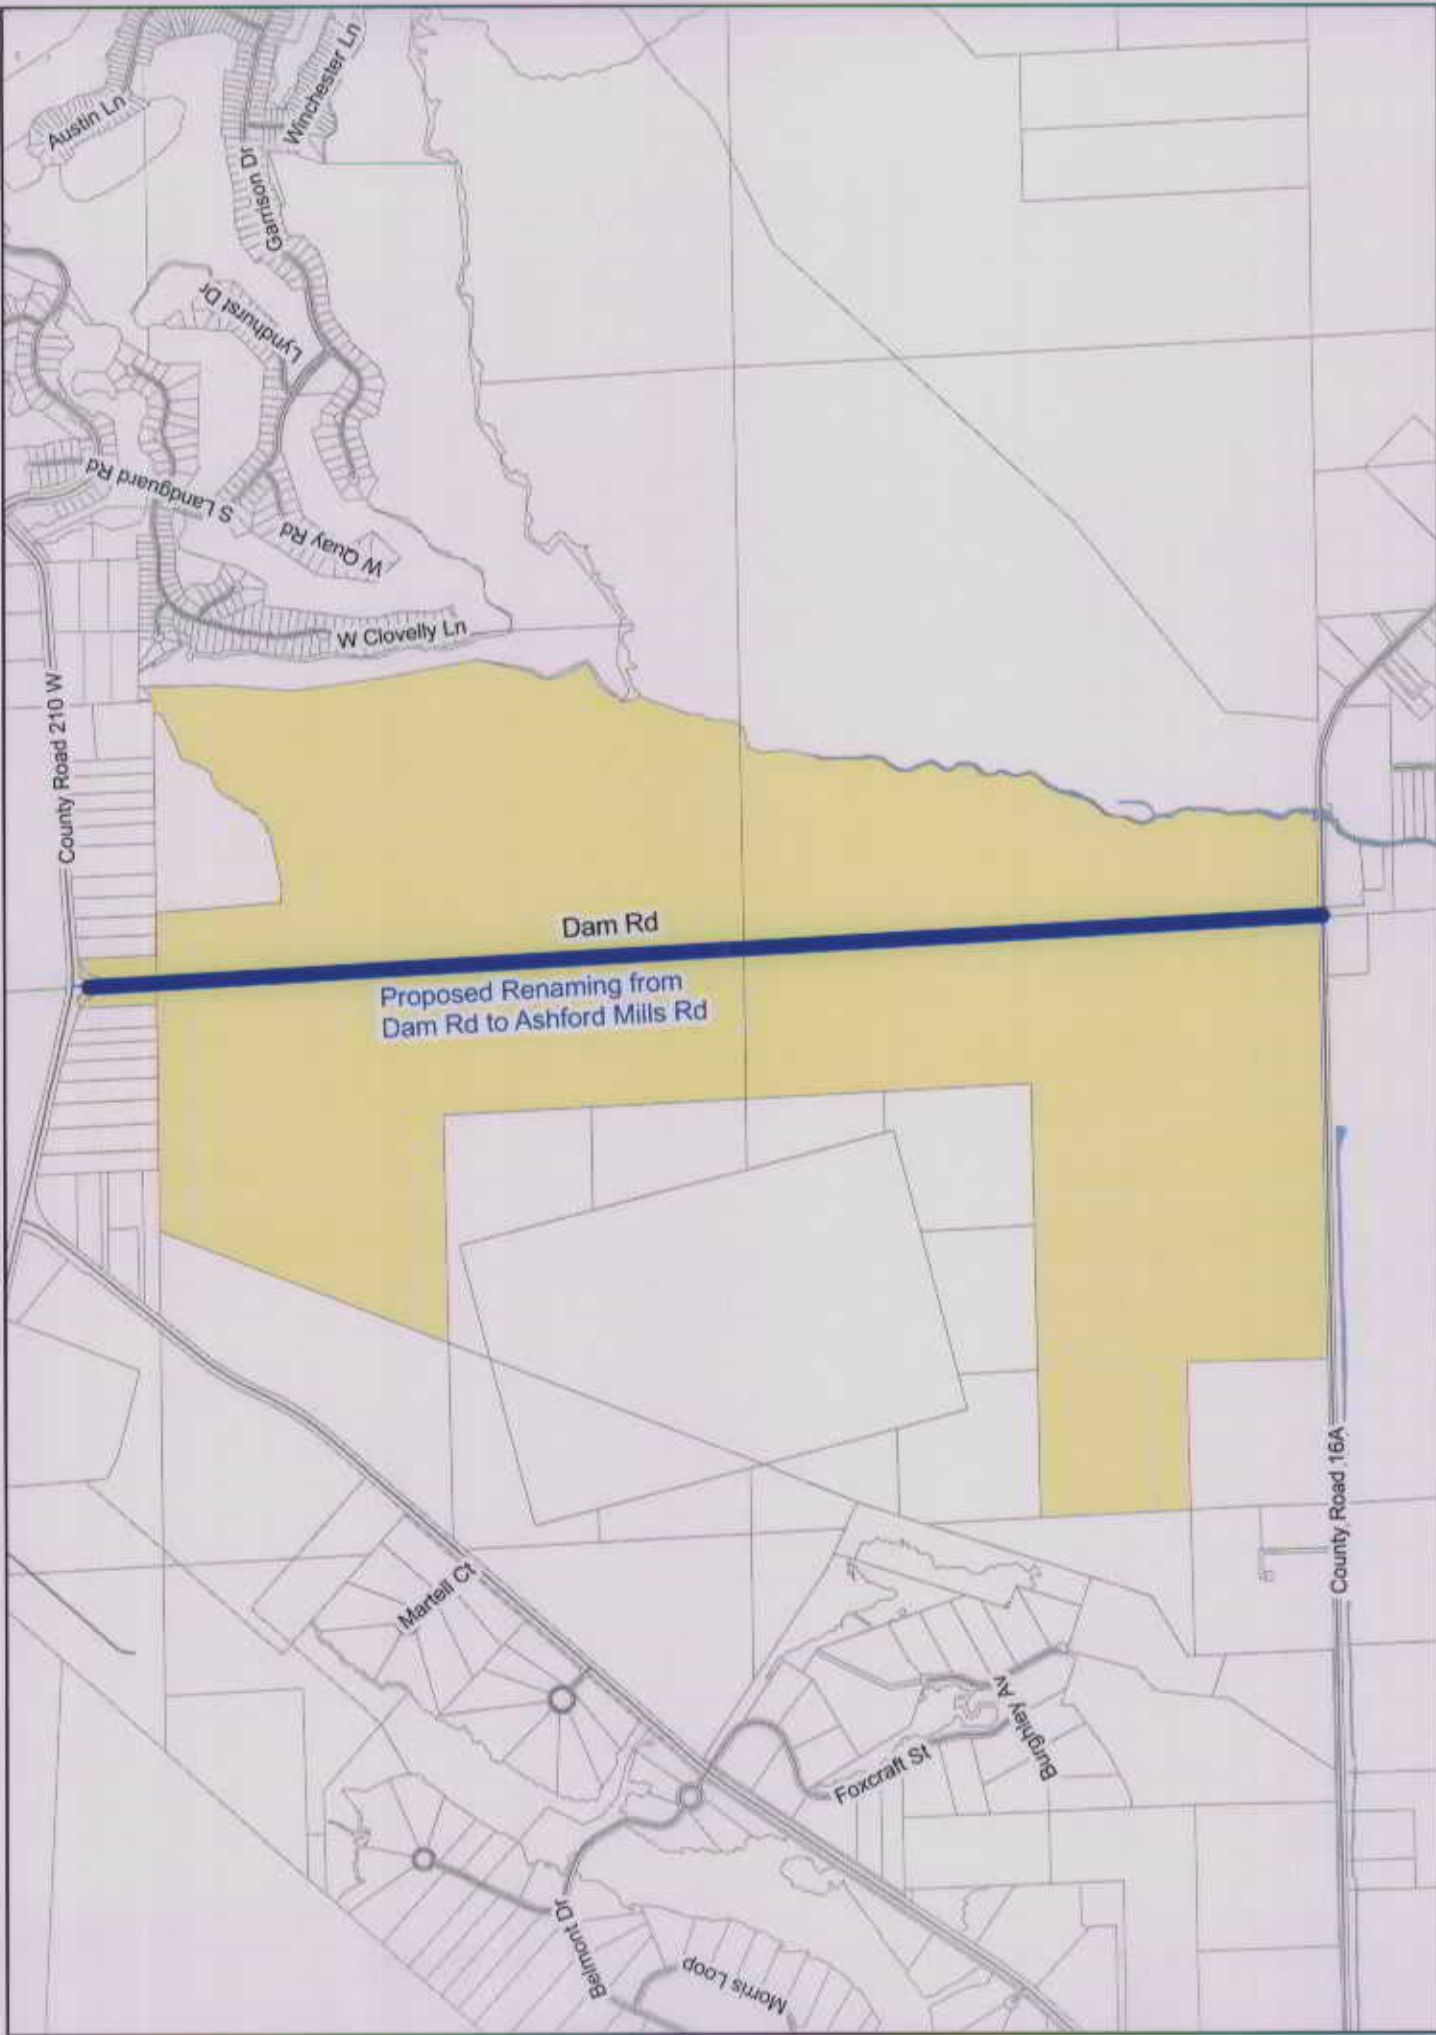 Austin Ln
Winchester Ln
Garrison Dr
Lyndhurst Dr
S Landguard Rd
W Quay Rd
W Clovelly Ln
County Road 210 W
Dam Rd
Proposed Renaming from
Dam Rd to Ashford Mills Rd
County Road 16A
Martell Ct
Burghley Av
Foxcraft St
Belmont Dr
Morris Loop